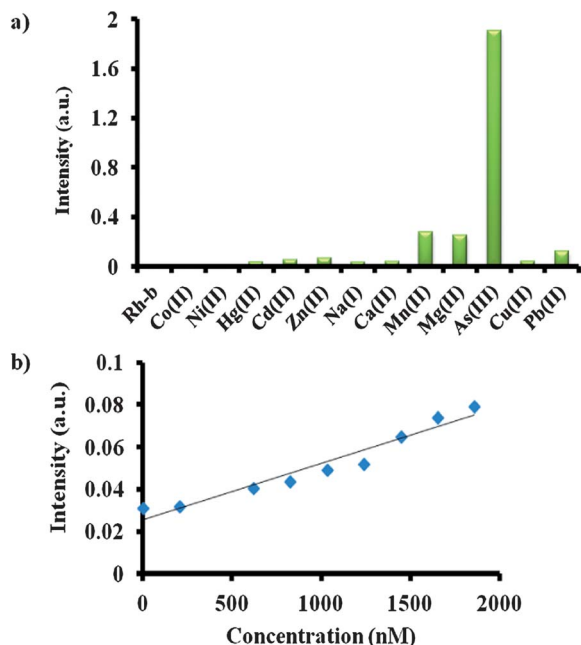 a)
2
1.6
1.2
0.8
0.4
0
Intensity (a.u.)
Rh-b
Co(II)
Ni(II)
Hg(II)
Cd(II)
Zn(II)
Na(I)
Ca(II)
Mn(II)
Mg(II)
As(III)
Cu(II)
Pb(II)
b)
0.1
0.08
0.06
0.04
0.02
0
Intensity (a.u.)
0 500 1000 1500 2000
Concentration (nM)